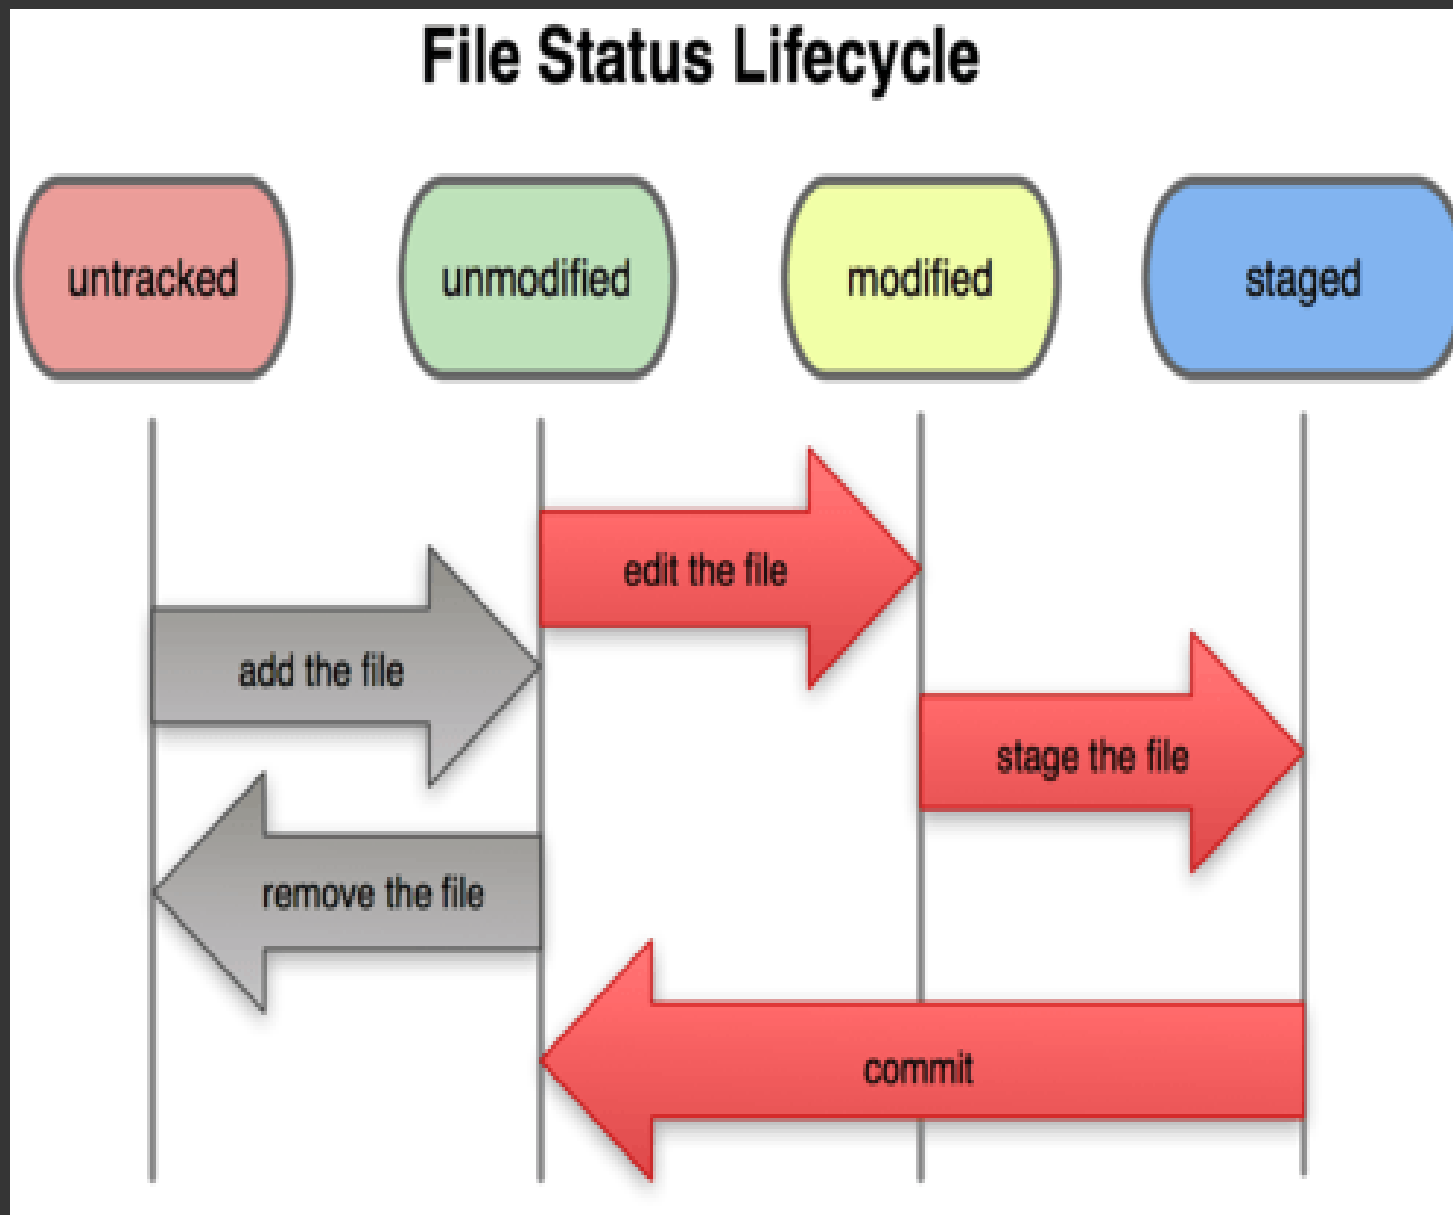 File Status Lifecycle
untracked
unmodified
modified
staged
edit the file
add the file
stage the file
remove the file
commit